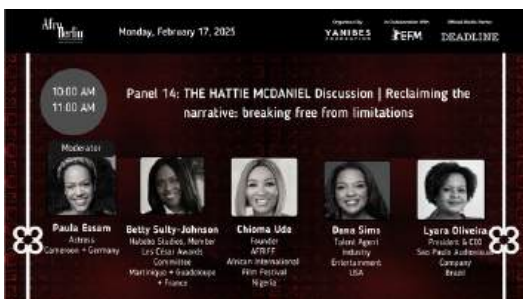 Afro
Berlin
Monday, February 17, 2025
Organized By
YANIBES
FOUNDATION
In Collaboration With
EFM
Official Media Partner
DEADLINE
10:00 AM
11:00 AM
Panel 14: THE HATTIE MCDANIEL Discussion | Reclaiming the
narrative: breaking free from limitations
Moderator
Paula Essam
Actress
Cameroon + Germany
Betty Sulty-Johnson
Hababo Studios, Member
Les César Awards
Committee
Martinique + Guadeloupe
+ France
Chioma Ude
Founder
AFRIFF
African International
Film Festival
Nigeria
Dana Sims
Talent Agent
Industry
Entertainment
USA
Lyara Oliveira
President & CEO
Sao Paulo Audiovisual
Company
Brazil